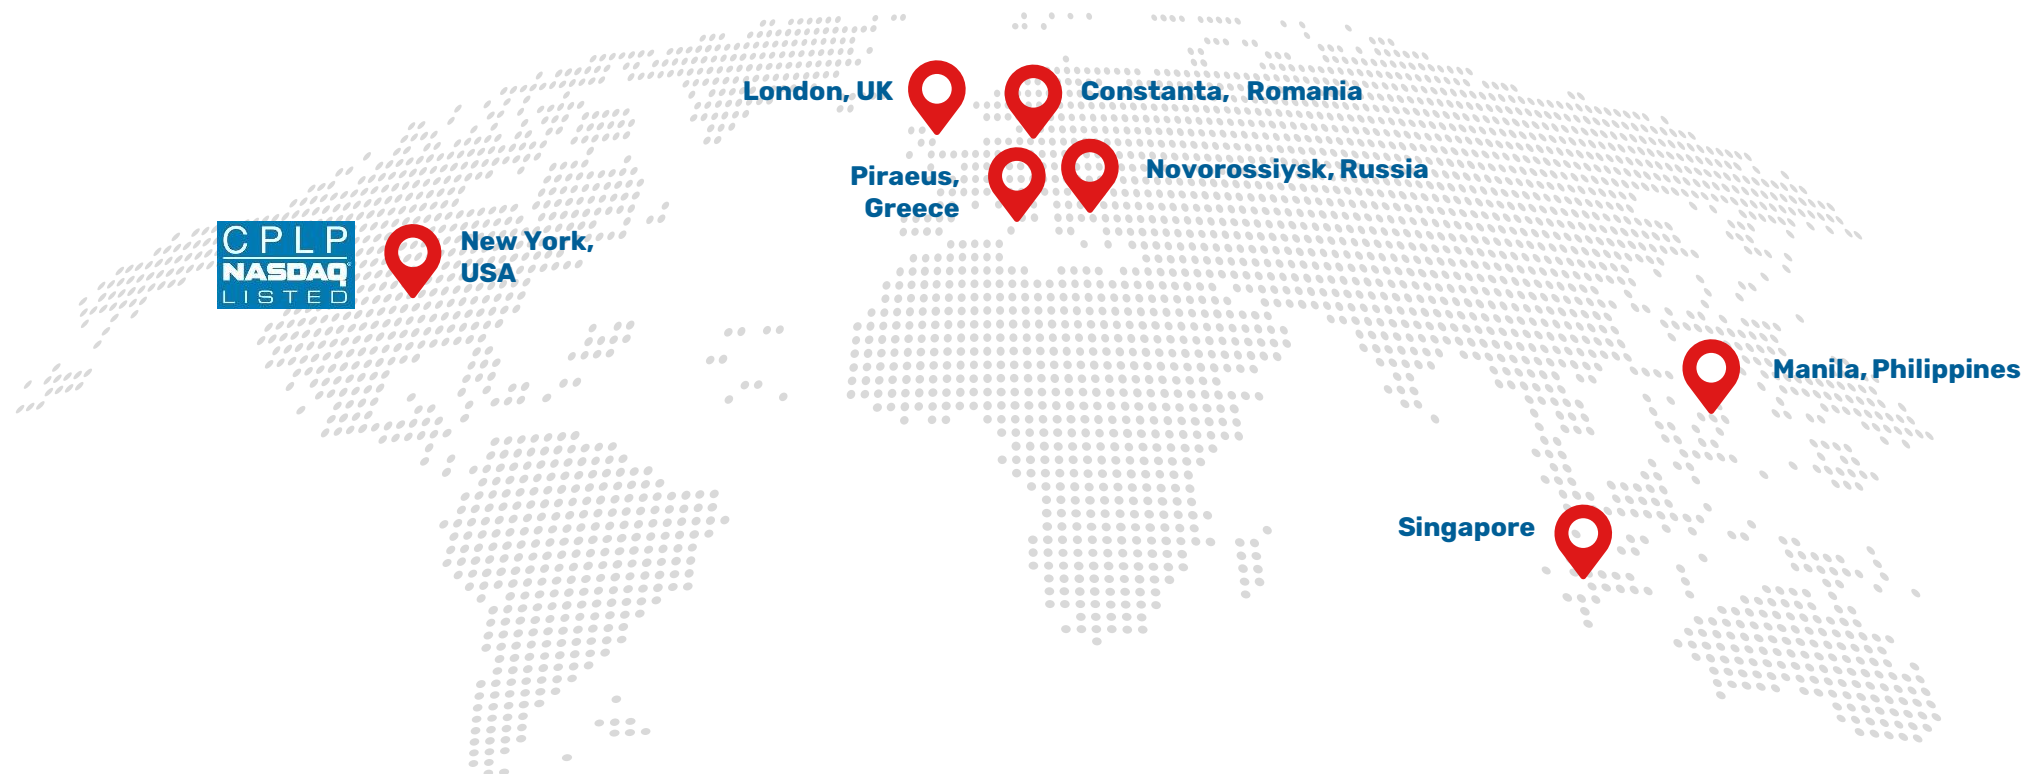 London, UK
Constanta, Romania
Piraeus,
Greece
Novorossiysk, Russia
CPLP
NASDAQ
LISTED
New York,
USA
Manila, Philippines
Singapore